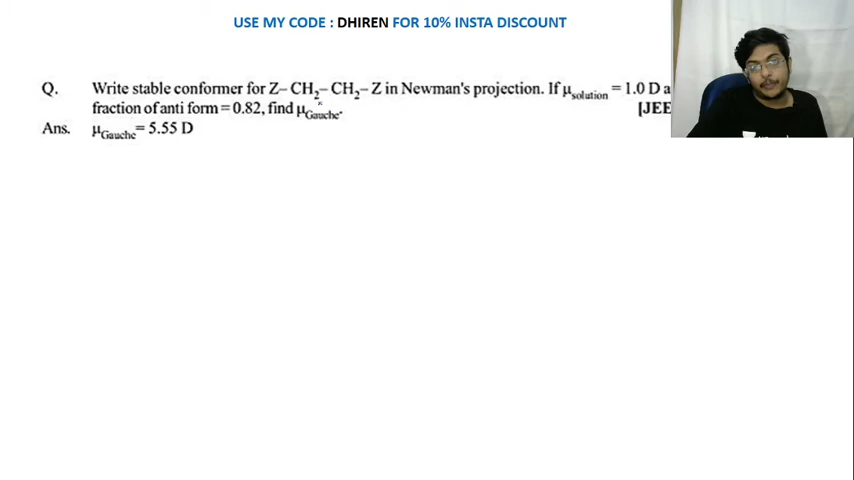 USE MY CODE : DHIREN FOR 10% INSTA DISCOUNT
Q. Write stable conformer for Z– CH2– CH2– Z in Newman's projection. If μsolution = 1.0 D a
fraction of anti form = 0.82, find μGauche. [JEE
Ans. μGauche = 5.55 D